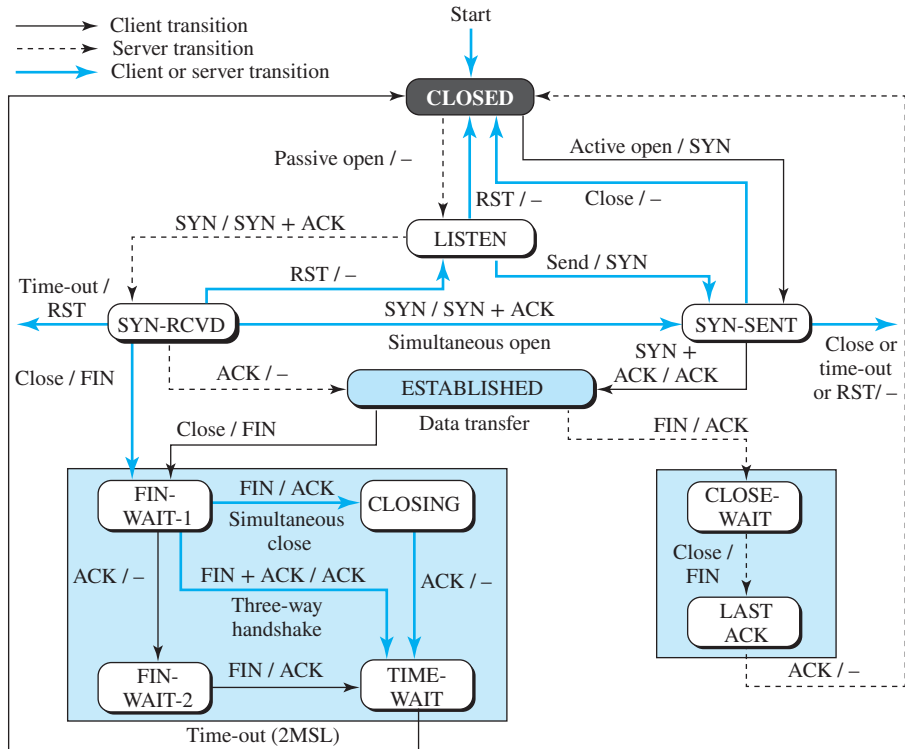 Client transition
Server transition
Client or server transition
Start
CLOSED
Passive open / –
Active open / SYN
RST / –
Close / –
SYN / SYN + ACK
LISTEN
Send / SYN
RST / –
Time-out /
RST
SYN-RCVD
SYN / SYN + ACK
Simultaneous open
SYN-SENT
Close or
time-out
or RST/ –
Close / FIN
ACK / –
SYN +
ACK / ACK
ESTABLISHED
Data transfer
Close / FIN
FIN / ACK
FIN-
WAIT-1
FIN / ACK
Simultaneous
close
CLOSING
CLOSE-
WAIT
ACK / –
FIN + ACK / ACK
Three-way
handshake
ACK / –
Close /
FIN
LAST
ACK
FIN-
WAIT-2
FIN / ACK
TIME-
WAIT
ACK / –
Time-out (2MSL)